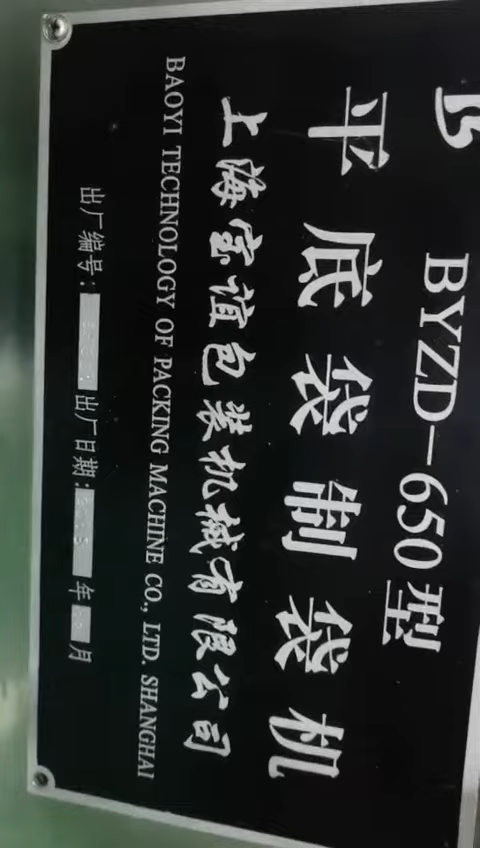 B
BYZD-650型
平底袋制袋机
上海宝谊包装机械有限公司
BAOYI TECHNOLOGY OF PACKING MACHINE CO., LTD. SHANGHAI
出厂编号: 出厂日期: 年 月